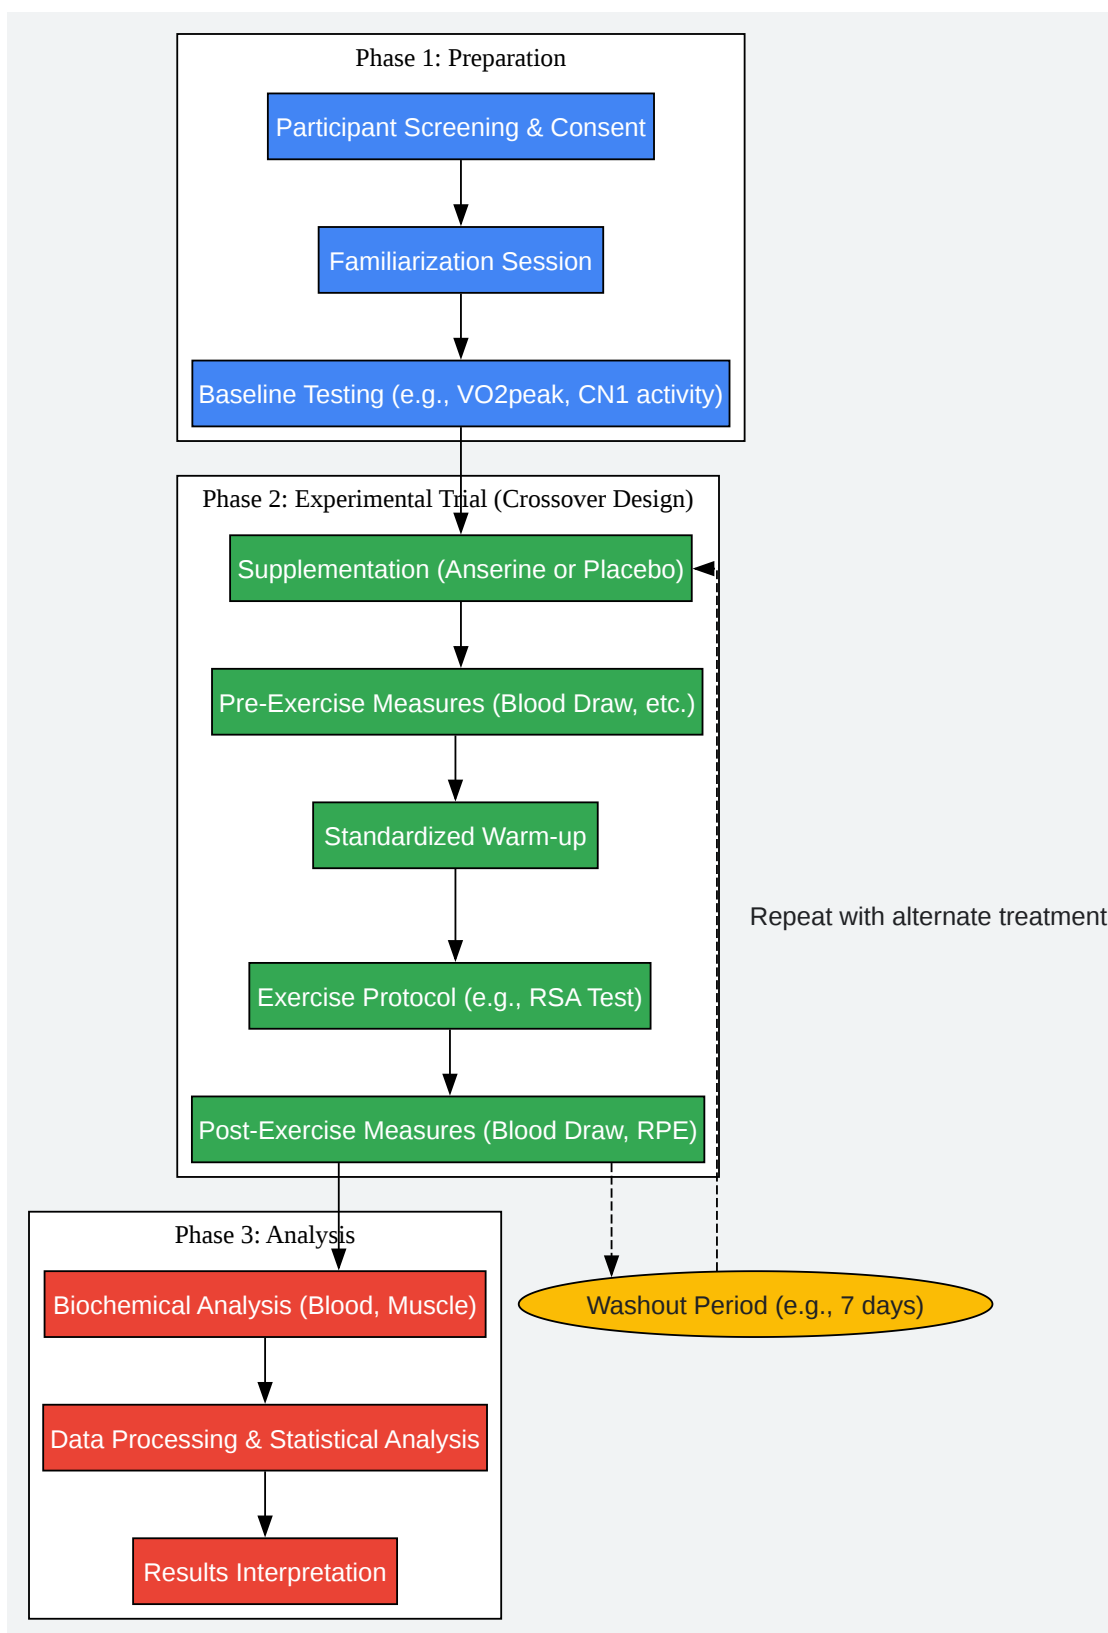 Phase 1: Preparation
Participant Screening & Consent
Familiarization Session
Baseline Testing (e.g., VO2peak, CN1 activity)
Phase 2: Experimental Trial (Crossover Design)
Supplementation (Anserine or Placebo)
Pre-Exercise Measures (Blood Draw, etc.)
Standardized Warm-up
Repeat with alternate treatment
Exercise Protocol (e.g., RSA Test)
Post-Exercise Measures (Blood Draw, RPE)
Phase 3: Analysis
Biochemical Analysis (Blood, Muscle)
Washout Period (e.g., 7 days)
Data Processing & Statistical Analysis
Results Interpretation